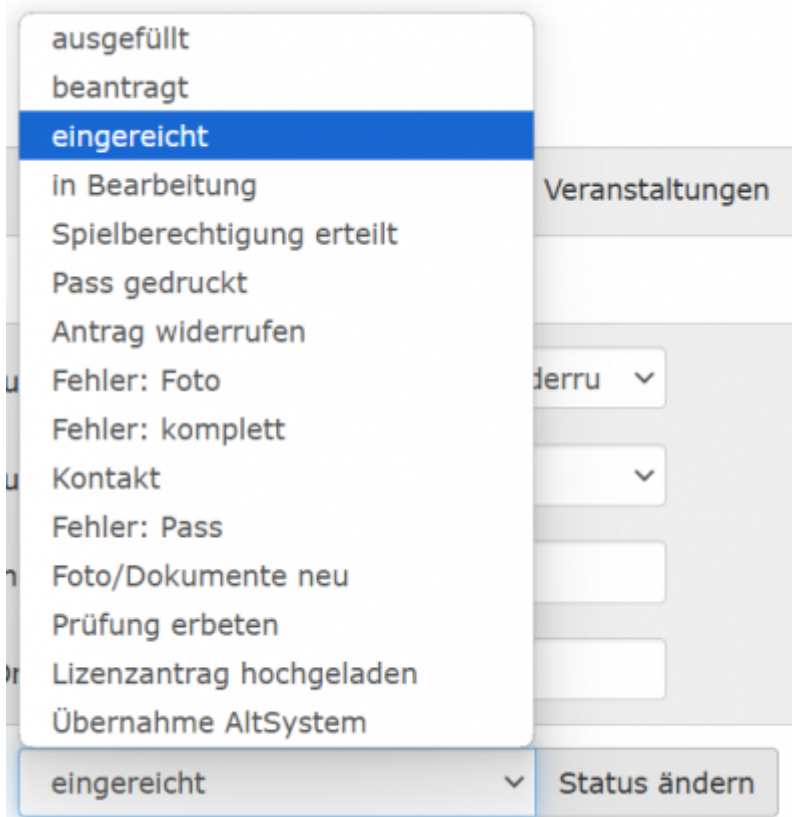 ausgefüllt
beantragt
eingereicht
in Bearbeitung
Veranstaltungen
Spielberechtigung erteilt
Pass gedruckt
Antrag widerrufen
Fehler: Foto
Fehler: komplett
Kontakt
Fehler: Pass
Foto/Dokumente neu
Prüfung erbeten
Lizenzantrag hochgeladen
Übernahme AltSystem
eingereicht
Status ändern